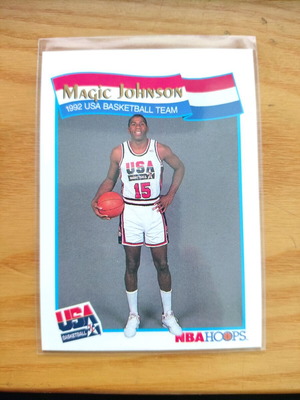 MAGIC JOHNSON
1992 USA BASKETBALL TEAM
USA
15
USA
BASKETBALL
NBA HOOPS